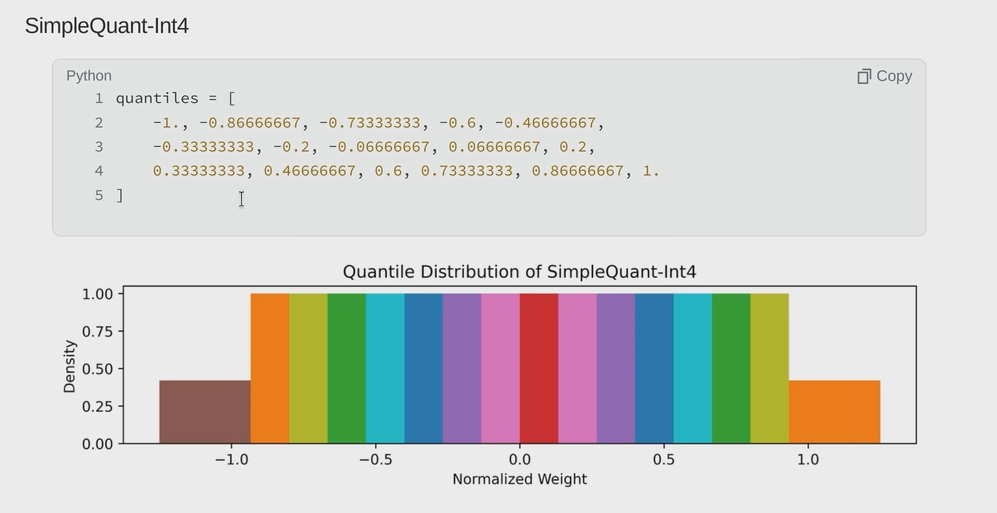 SimpleQuant-Int4
Python
Copy
1 quantiles = [
2 -1., -0.86666667, -0.73333333, -0.6, -0.46666667,
3 -0.33333333, -0.2, -0.06666667, 0.06666667, 0.2,
4 0.33333333, 0.46666667, 0.6, 0.73333333, 0.86666667, 1.
5 ]
Quantile Distribution of SimpleQuant-Int4
1.00
0.75
0.50
0.25
0.00
Density
−1.0 −0.5 0.0 0.5 1.0
Normalized Weight